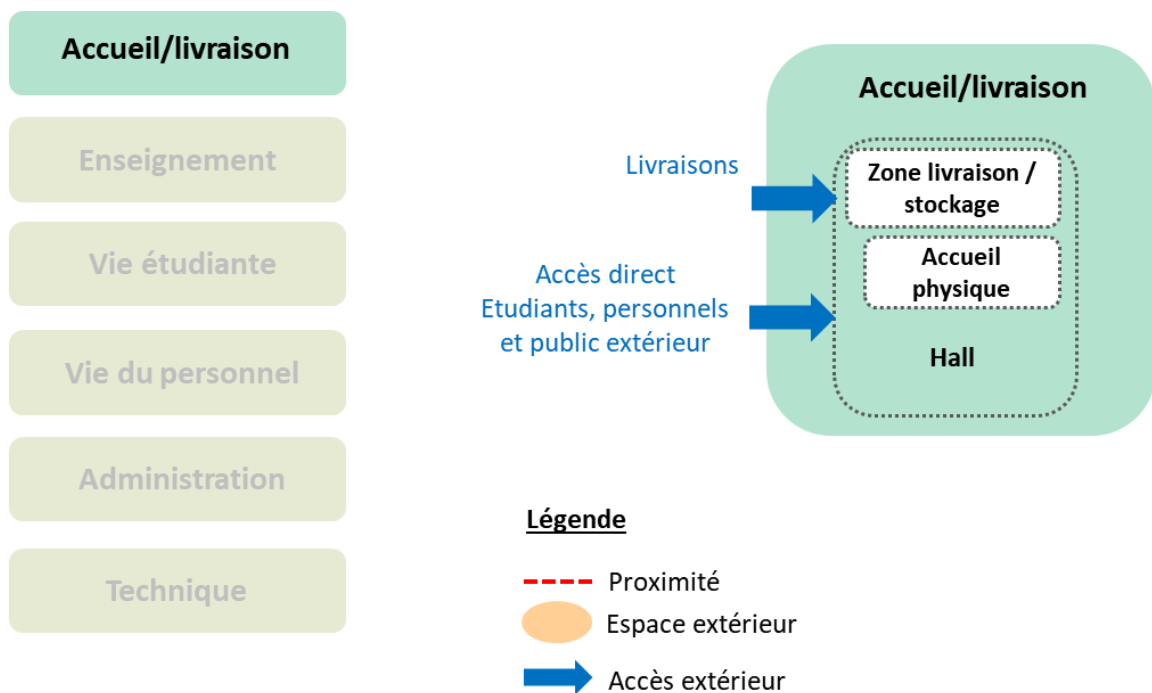 Accueil/livraison
Enseignement
Vie étudiante
Vie du personnel
Administration
Technique
Accueil/livraison
Livraisons
Zone livraison /
stockage
Accueil
physique
Accès direct
Etudiants, personnels
et public extérieur
Hall
Légende
Proximité
Espace extérieur
Accès extérieur